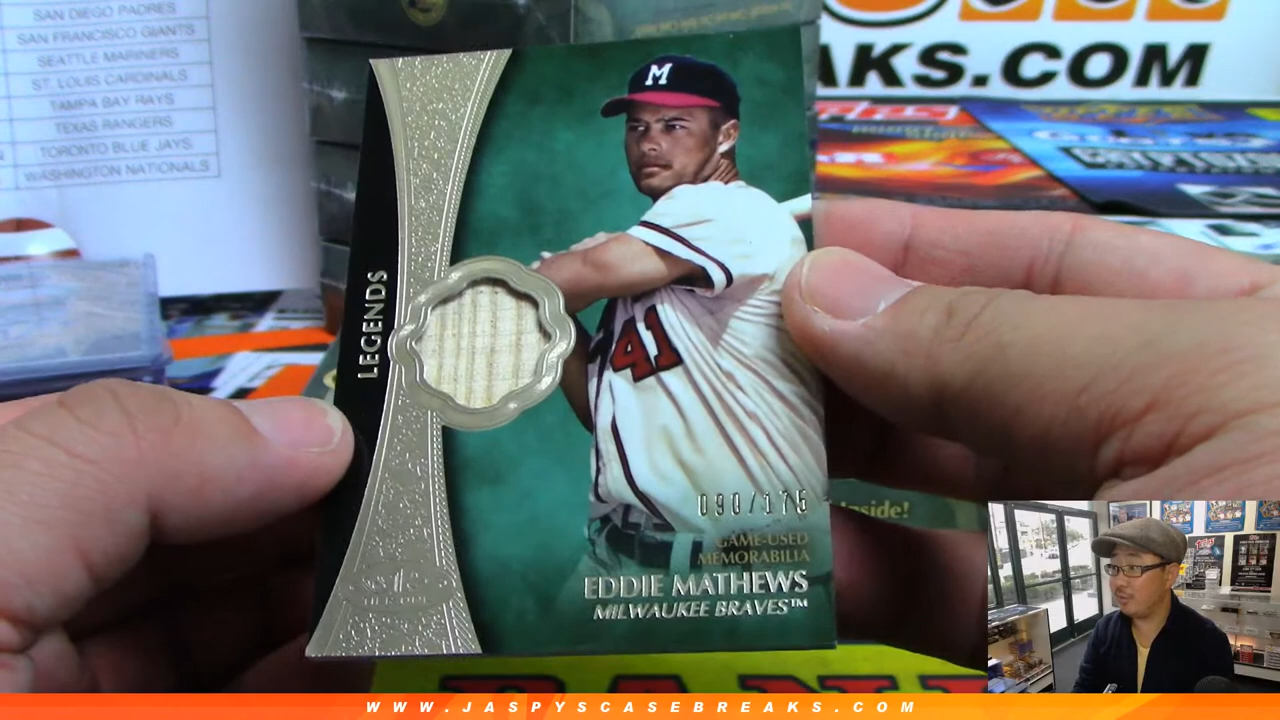 SAN DIEGO PADRES
SAN FRANCISCO GIANTS
SEATTLE MARINERS
ST. LOUIS CARDINALS
TAMPA BAY RAYS
TEXAS RANGERS
TORONTO BLUE JAYS
WASHINGTON NATIONALS
AKS.COM
M
LEGENDS
41
090/175
GAME-USED
MEMORABILIA
EDDIE MATHEWS
MILWAUKEE BRAVES™
Inside!
WWW.JASPYSCASEBREAKS.COM